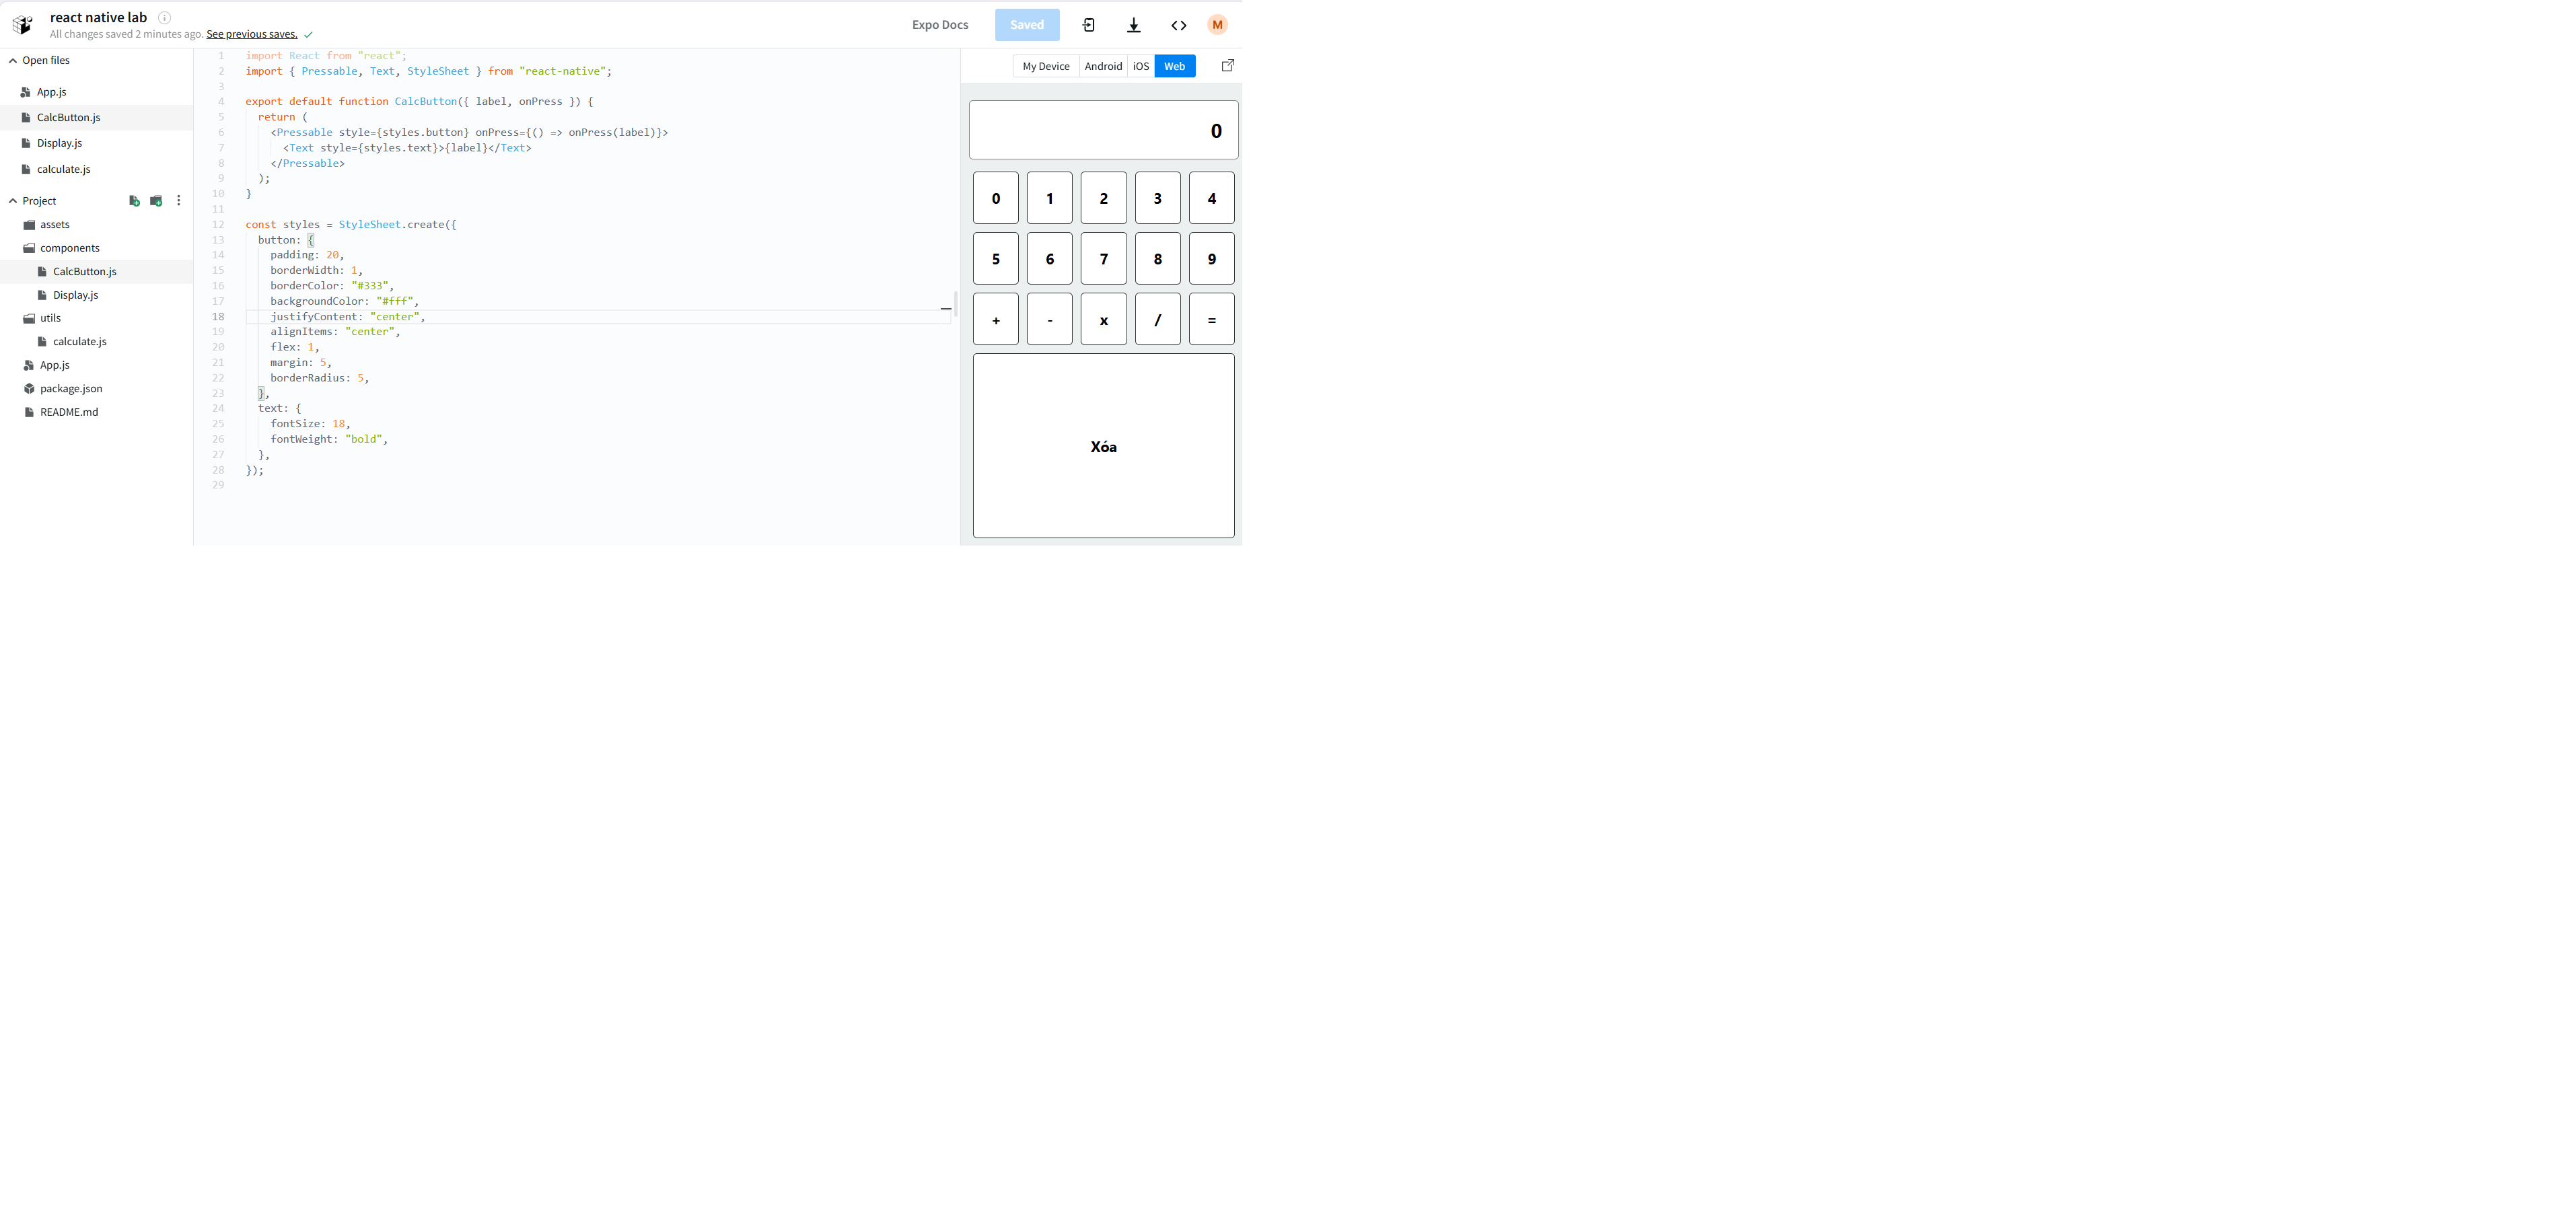 react native lab
All changes saved 2 minutes ago. See previous saves.
Expo Docs
Saved
M
Open files
App.js
CalcButton.js
Display.js
calculate.js
Project
assets
components
CalcButton.js
Display.js
utils
calculate.js
App.js
package.json
README.md
1 import React from "react";
2 import { Pressable, Text, StyleSheet } from "react-native";
3
4 export default function CalcButton({ label, onPress }) {
5 return (
6 <Pressable style={styles.button} onPress={() => onPress(label)}>
7 <Text style={styles.text}>{label}</Text>
8 </Pressable>
9 );
10 }
11
12 const styles = StyleSheet.create({
13 button: {
14 padding: 20,
15 borderWidth: 1,
16 borderColor: "#333",
17 backgroundColor: "#fff",
18 justifyContent: "center",
19 alignItems: "center",
20 flex: 1,
21 margin: 5,
22 borderRadius: 5,
23 },
24 text: {
25 fontSize: 18,
26 fontWeight: "bold",
27 },
28 });
29
My Device Android iOS Web
0
0 1 2 3 4
5 6 7 8 9
+ - x / =
Xóa